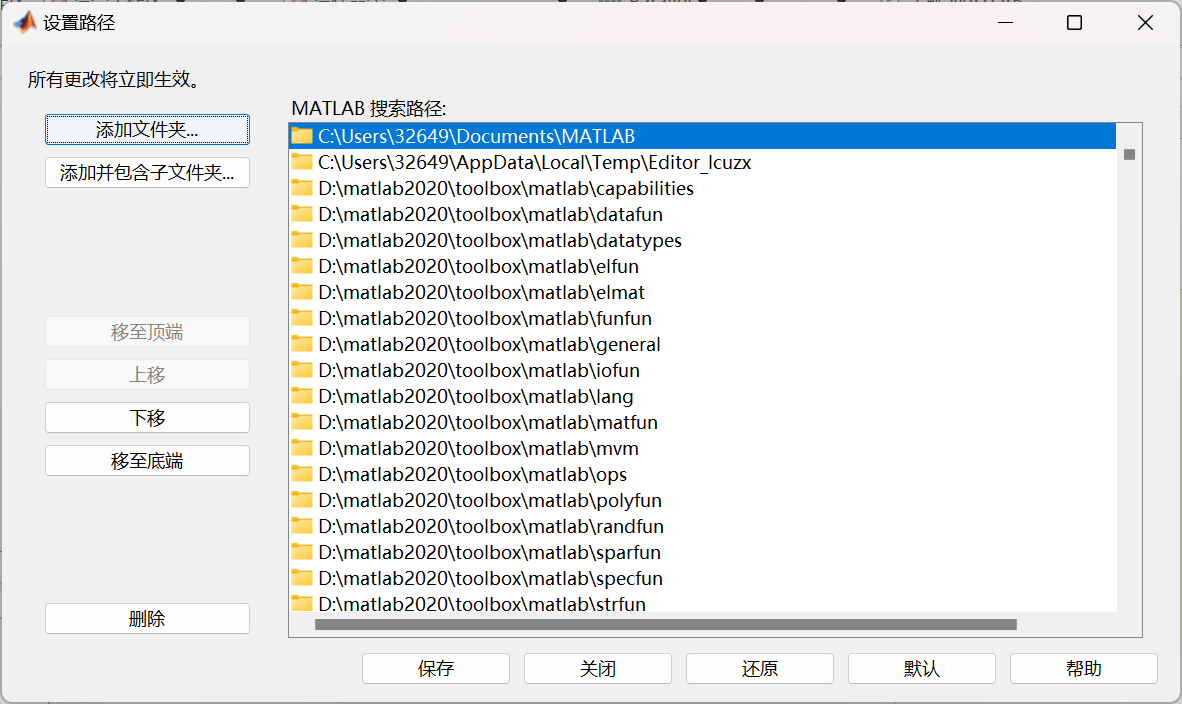 设置路径
所有更改将立即生效。
MATLAB 搜索路径:
添加文件夹...
添加并包含子文件夹...
移至顶端
上移
下移
移至底端
删除
C:\Users\32649\Documents\MATLAB
C:\Users\32649\AppData\Local\Temp\Editor_lcuzx
D:\matlab2020\toolbox\matlab\capabilities
D:\matlab2020\toolbox\matlab\datafun
D:\matlab2020\toolbox\matlab\datatypes
D:\matlab2020\toolbox\matlab\elfun
D:\matlab2020\toolbox\matlab\elmat
D:\matlab2020\toolbox\matlab\funfun
D:\matlab2020\toolbox\matlab\general
D:\matlab2020\toolbox\matlab\iofun
D:\matlab2020\toolbox\matlab\lang
D:\matlab2020\toolbox\matlab\matfun
D:\matlab2020\toolbox\matlab\mvm
D:\matlab2020\toolbox\matlab\ops
D:\matlab2020\toolbox\matlab\polyfun
D:\matlab2020\toolbox\matlab\randfun
D:\matlab2020\toolbox\matlab\sparfun
D:\matlab2020\toolbox\matlab\specfun
D:\matlab2020\toolbox\matlab\strfun
保存
关闭
还原
默认
帮助